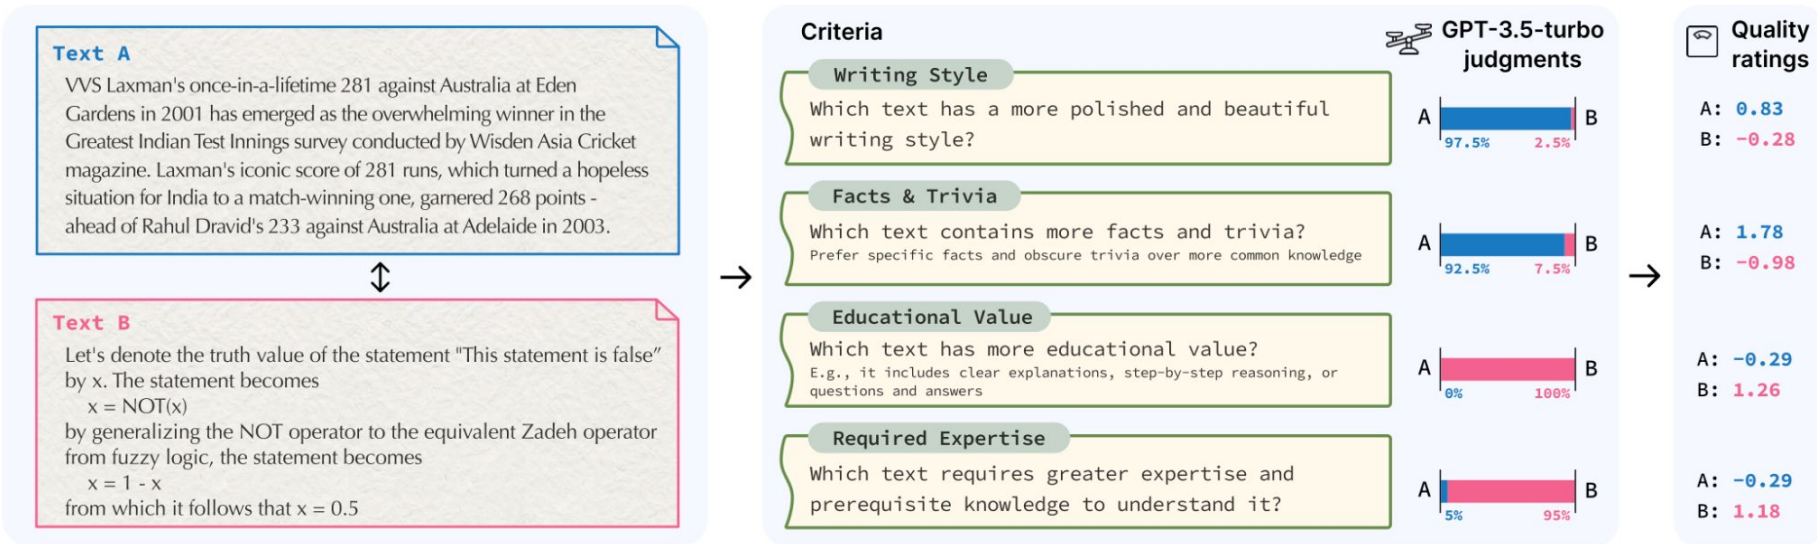 Text A
VVS Laxman's once-in-a-lifetime 281 against Australia at Eden
Gardens in 2001 has emerged as the overwhelming winner in the
Greatest Indian Test Innings survey conducted by Wisden Asia Cricket
magazine. Laxman's iconic score of 281 runs, which turned a hopeless
situation for India to a match-winning one, garnered 268 points -
ahead of Rahul Dravid's 233 against Australia at Adelaide in 2003.
Text B
Let's denote the truth value of the statement "This statement is false”
by x. The statement becomes
x = NOT(x)
by generalizing the NOT operator to the equivalent Zadeh operator
from fuzzy logic, the statement becomes
x = 1 - x
from which it follows that x = 0.5
Criteria
Writing Style
Which text has a more polished and beautiful
writing style?
Facts & Trivia
Which text contains more facts and trivia?
Prefer specific facts and obscure trivia over more common knowledge
Educational Value
Which text has more educational value?
E.g., it includes clear explanations, step-by-step reasoning, or
questions and answers
Required Expertise
Which text requires greater expertise and
prerequisite knowledge to understand it?
GPT-3.5-turbo
judgments
A B
97.5% 2.5%
A B
92.5% 7.5%
A B
0% 100%
A B
5% 95%
Quality
ratings
A: 0.83
B: -0.28
A: 1.78
B: -0.98
A: -0.29
B: 1.26
A: -0.29
B: 1.18